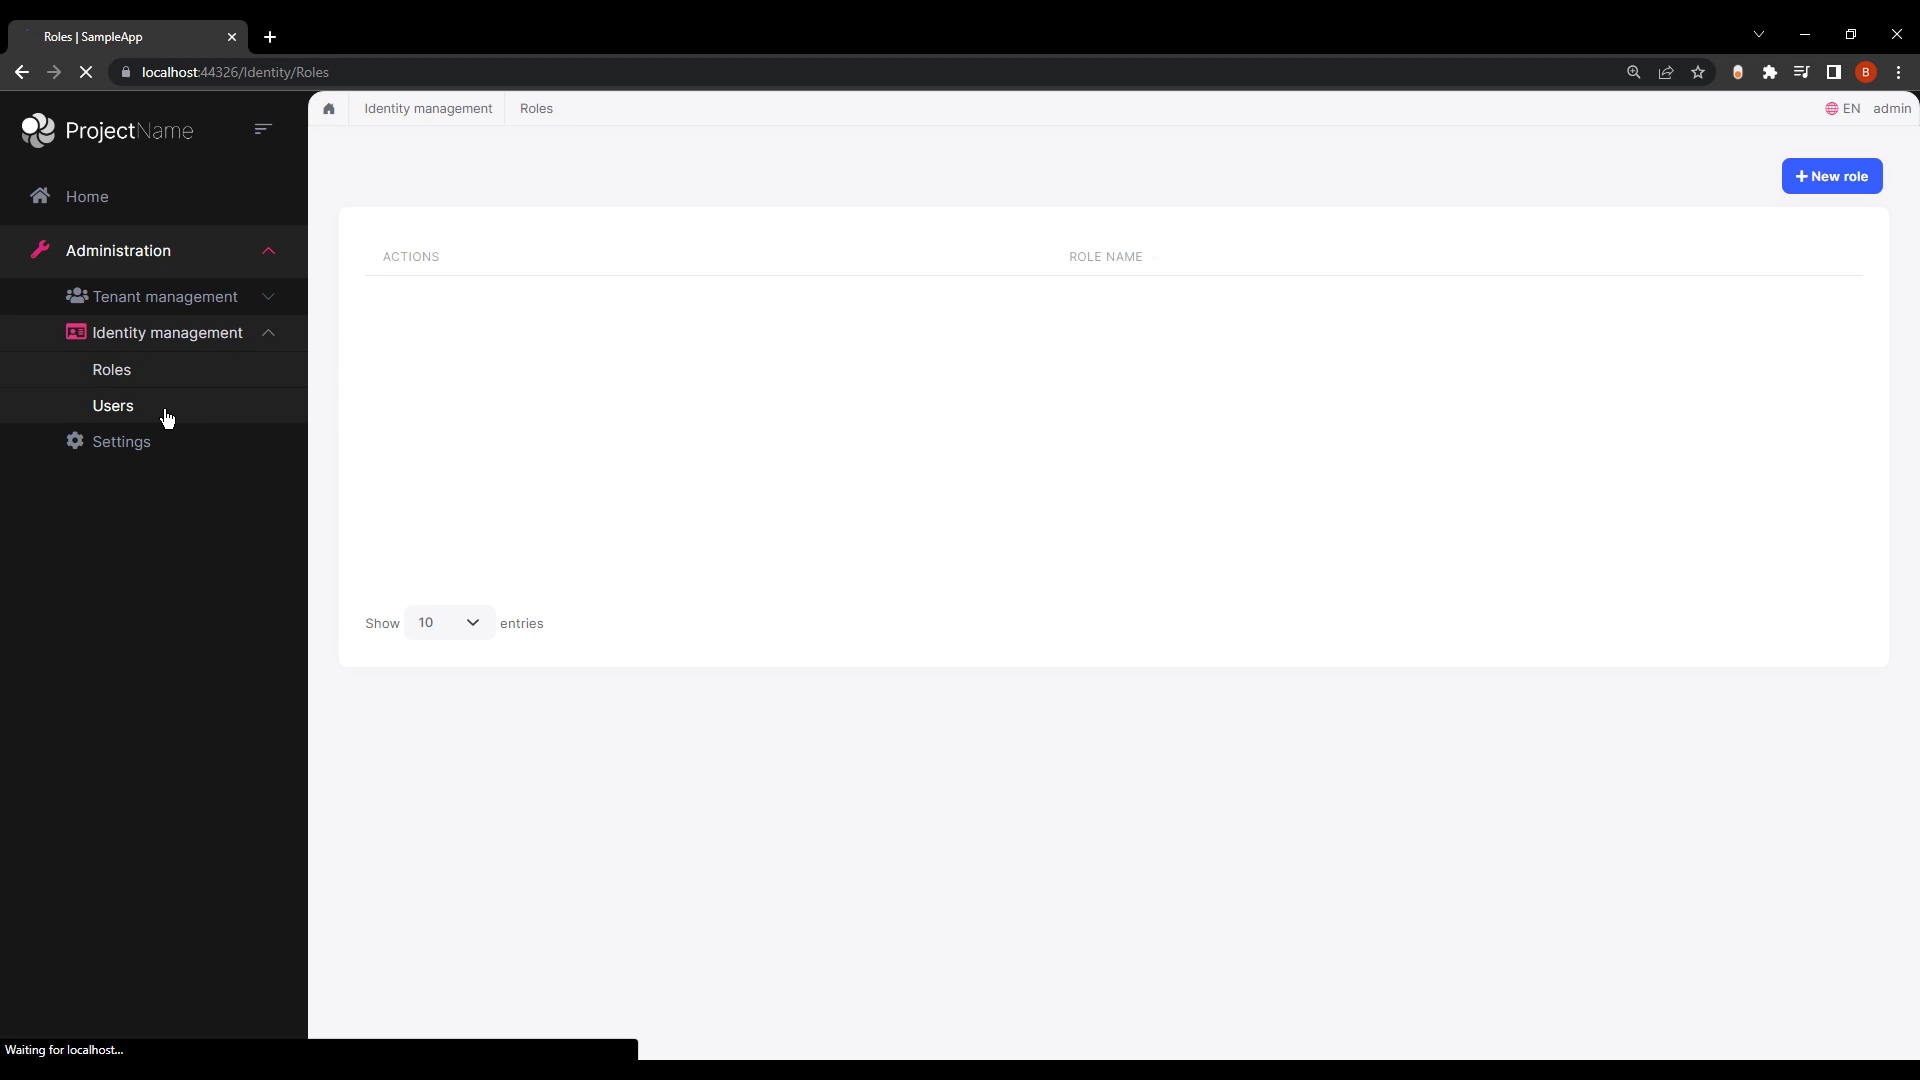 Roles | SampleApp
localhost:44326/Identity/Roles
B
ProjectName
Identity management
Roles
EN
admin
Home
New role
Administration
ACTIONS
ROLE NAME
Tenant management
Identity management
Roles
Users
Settings
Show 10 entries
Waiting for localhost...